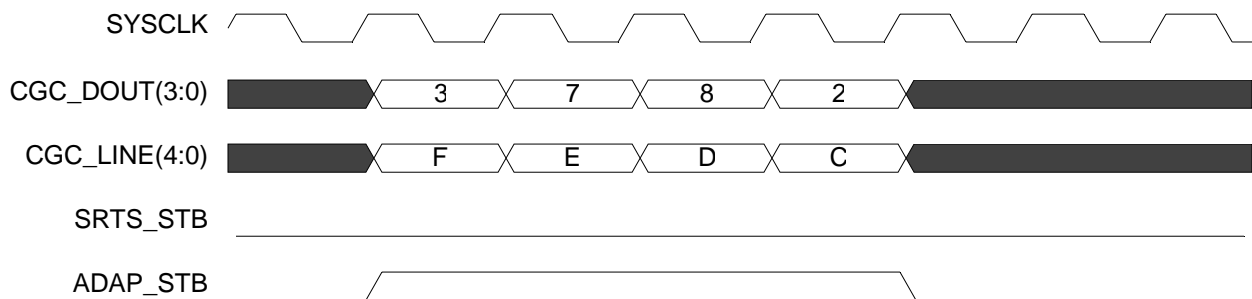 SYSCLK
CGC_DOUT(3:0) 3 7 8 2
CGC_LINE(4:0) F E D C
SRTS_STB
ADAP_STB